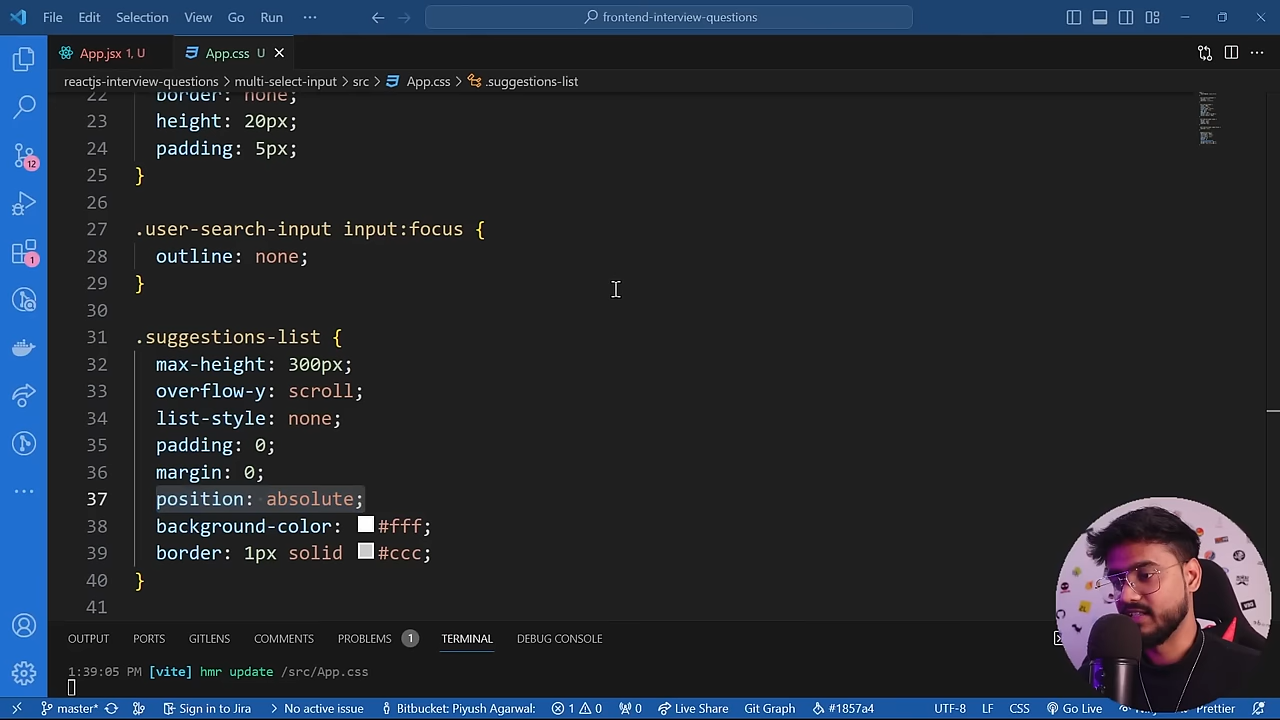 File Edit Selection View Go Run ··· frontend-interview-questions
App.jsx 1, U App.css U
reactjs-interview-questions > multi-select-input > src > App.css > .suggestions-list
22 border: none;
23 height: 20px;
24 padding: 5px;
25 }
26
27 .user-search-input input:focus {
28 outline: none;
29 }
30
31 .suggestions-list {
32 max-height: 300px;
33 overflow-y: scroll;
34 list-style: none;
35 padding: 0;
36 margin: 0;
37 position: absolute;
38 background-color: #fff;
39 border: 1px solid #ccc;
40 }
41
12
1
OUTPUT PORTS GITLENS COMMENTS PROBLEMS 1 TERMINAL DEBUG CONSOLE
1:39:05 PM [vite] hmr update /src/App.css
master* Sign in to Jira No active issue Bitbucket: Piyush Agarwal: 1 0 0 Live Share Git Graph #1857a4 UTF-8 LF CSS Go Live Prettier